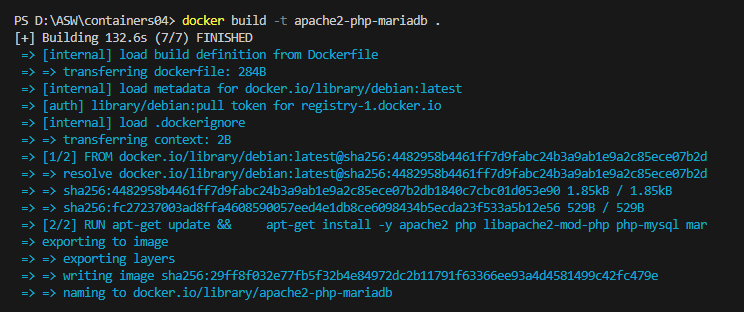 PS D:\ASW\containers04> docker build -t apache2-php-mariadb .
[+] Building 132.6s (7/7) FINISHED
=> [internal] load build definition from Dockerfile
=> => transferring dockerfile: 284B
=> [internal] load metadata for docker.io/library/debian:latest
=> [auth] library/debian:pull token for registry-1.docker.io
=> [internal] load .dockerignore
=> => transferring context: 2B
=> [1/2] FROM docker.io/library/debian:latest@sha256:4482958b4461ff7d9fabc24b3a9ab1e9a2c85ece07b2d
=> => resolve docker.io/library/debian:latest@sha256:4482958b4461ff7d9fabc24b3a9ab1e9a2c85ece07b2d
=> => sha256:4482958b4461ff7d9fabc24b3a9ab1e9a2c85ece07b2db1840c7cbc01d053e90 1.85kB / 1.85kB
=> => sha256:fc27237003ad8ffa4608590057eed4e1db8ce6098434b5ecda23f533a5b12e56 529B / 529B
=> [2/2] RUN apt-get update &&     apt-get install -y apache2 php libapache2-mod-php php-mysql mar
=> exporting to image
=> => exporting layers
=> => writing image sha256:29ff8f032e77fb5f32b4e84972dc2b11791f63366ee93a4d4581499c42fc479e
=> => naming to docker.io/library/apache2-php-mariadb